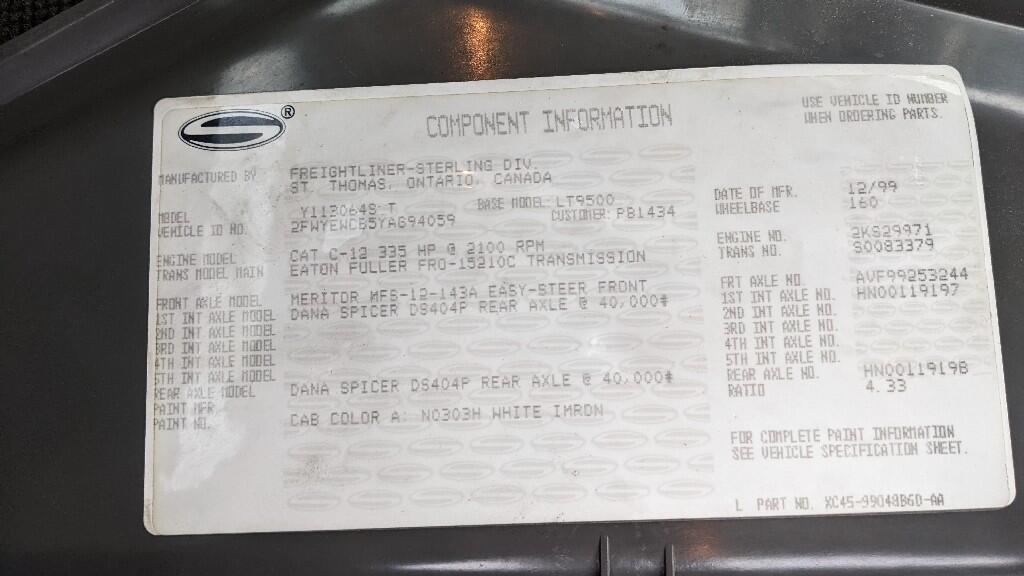 ®
COMPONENT INFORMATION
USE VEHICLE ID NUMBER
WHEN ORDERING PARTS.
MANUFACTURED BY FREIGHTLINER-STERLING DIV.
ST. THOMAS, ONTARIO, CANADA
MODEL Y113064S T BASE MODEL: LT9500
VEHICLE ID NO. 2FWYEWCB5YAG94059 CUSTOMER: PB1434
DATE OF MFR. 12/99
WHEELBASE 160
ENGINE MODEL CAT C-12 335 HP @ 2100 RPM
TRANS MODEL MAIN EATON FULLER FRO-15210C TRANSMISSION
ENGINE NO. 2KS29971
TRANS NO. S0083379
FRONT AXLE MODEL MERITOR MFS-12-143A EASY-STEER FRONT
1ST INT AXLE MODEL DANA SPICER DS404P REAR AXLE @ 40,000#
2ND INT AXLE MODEL
3RD INT AXLE MODEL
4TH INT AXLE MODEL
5TH INT AXLE MODEL
REAR AXLE MODEL DANA SPICER DS404P REAR AXLE @ 40,000#
PAINT MFR.
PAINT NO. CAB COLOR A: N0303H WHITE IMRON
FRT AXLE NO. AVF99253244
1ST INT AXLE NO. HN00119197
2ND INT AXLE NO.
3RD INT AXLE NO.
4TH INT AXLE NO.
5TH INT AXLE NO.
REAR AXLE NO. HN00119198
RATIO 4.33
FOR COMPLETE PAINT INFORMATION
SEE VEHICLE SPECIFICATION SHEET.
L PART NO. XC45-99048B60-AA